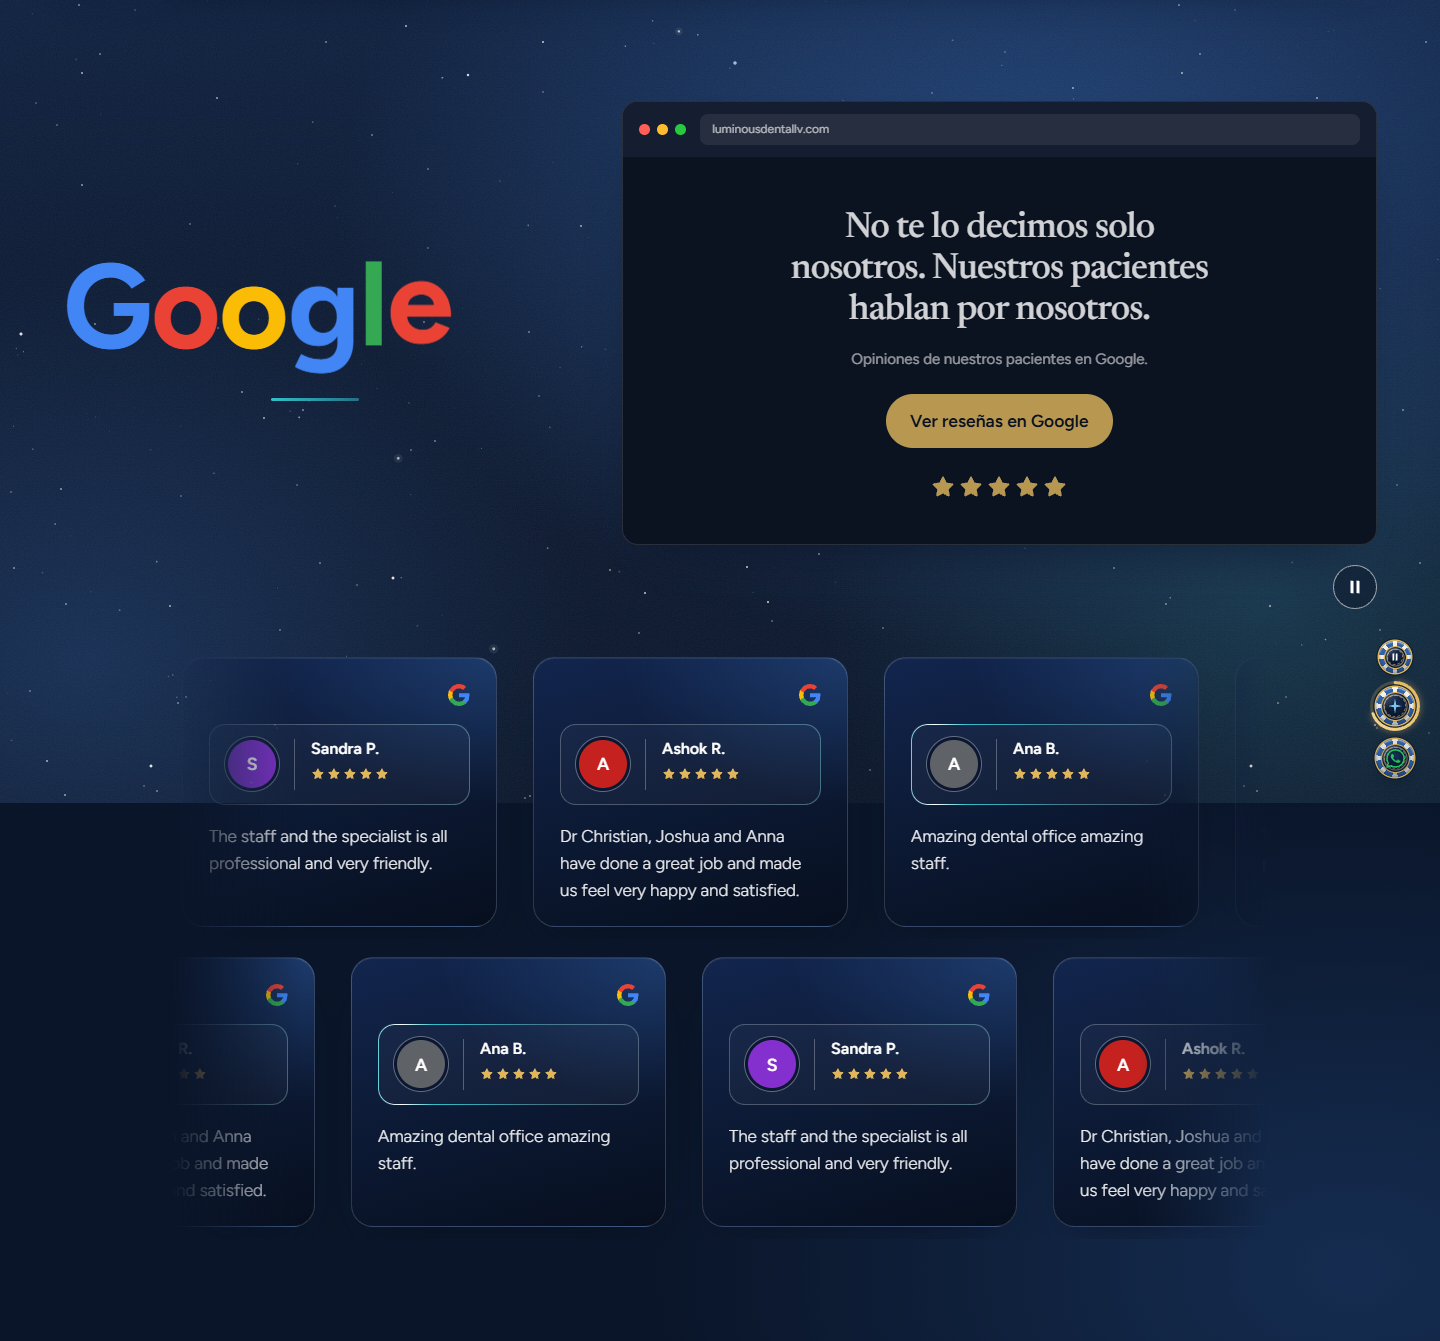 luminousdentallv.com
Google
No te lo decimos solo
nosotros. Nuestros pacientes
hablan por nosotros.
Opiniones de nuestros pacientes en Google.
Ver reseñas en Google
S
Sandra P.
The staff and the specialist is all
professional and very friendly.
A
Ashok R.
Dr Christian, Joshua and Anna
have done a great job and made
us feel very happy and satisfied.
A
Ana B.
Amazing dental office amazing
staff.
R.
and Anna
and made
satisfied.
A
Ana B.
Amazing dental office amazing
staff.
S
Sandra P.
The staff and the specialist is all
professional and very friendly.
A
Ashok R.
Dr Christian, Joshua and
have done a great job
us feel very happy and